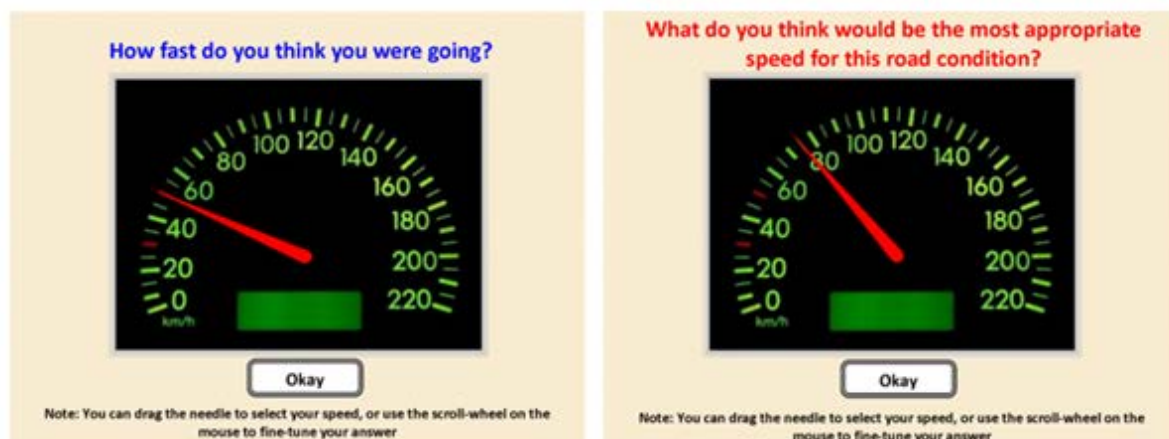 How fast do you think you were going?
0
20
40
60
80
100
120
140
160
180
200
220
km/h
Okay
Note: You can drag the needle to select your speed, or use the scroll-wheel on the
mouse to fine-tune your answer
What do you think would be the most appropriate
speed for this road condition?
0
20
40
60
80
100
120
140
160
180
200
220
km/h
Okay
Note: You can drag the needle to select your speed, or use the scroll-wheel on the
mouse to fine-tune your answer